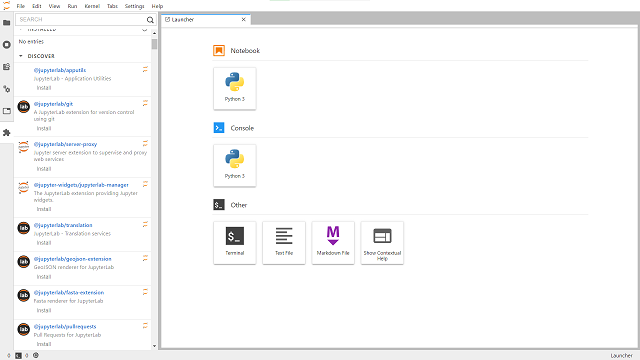 File Edit View Run Kernel Tabs Settings Help
SEARCH
INSTALLED
No entries
DISCOVER
@jupyterlab/apputils
JupyterLab - Application Utilities
Install
lab
@jupyterlab/git
A JupyterLab extension for version control
using git
Install
@jupyterlab/server-proxy
Jupyter server extension to supervise and proxy
web services
Install
@jupyter-widgets/jupyterlab-manager
The JupyterLab extension providing Jupyter
widgets.
Install
lab
@jupyterlab/translation
JupyterLab - Translation services
Install
lab
@jupyterlab/geojson-extension
GeoJSON renderer for JupyterLab
Install
lab
@jupyterlab/fasta-extension
Fasta renderer for JupyterLab
Install
lab
@jupyterlab/pullrequests
Pull Requests for JupyterLab
Install
Launcher
Notebook
Python 3
Console
Python 3
$_ Other
$_
Terminal
Text File
M
Markdown File
Show Contextual
Help
0 $_ 0
Launcher